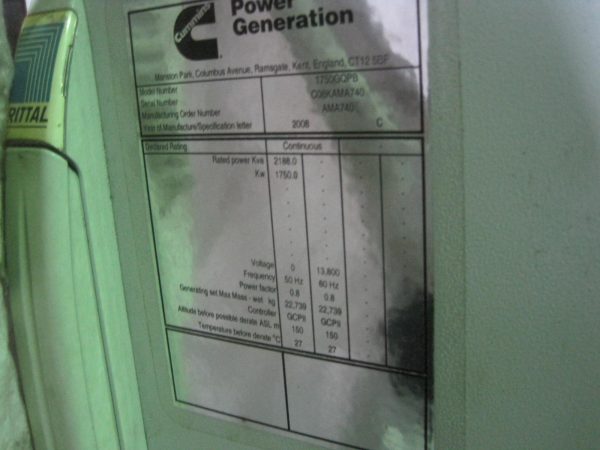 RITTAL
Cummins
Power
Generation
Manston Park, Columbus Avenue, Ramsgate, Kent, England, CT12 5BF
Model Number 1750GQPB
Serial Number C08KAMA740
Manufacturing Order Number AMA740
Year of Manufacture/Specification letter 2008 C
Declared Rating Continuous
Rated power Kva 2188.0
Kw 1750.0
Voltage 0 13,800
Frequency 50 Hz 60 Hz
Power factor 0.8 0.8
Generating set Max Mass - wet kg 22,739 22,739
Controller GCPII GCPII
Altitude before possible derate ASL m 150 150
Temperature before derate °C 27 27